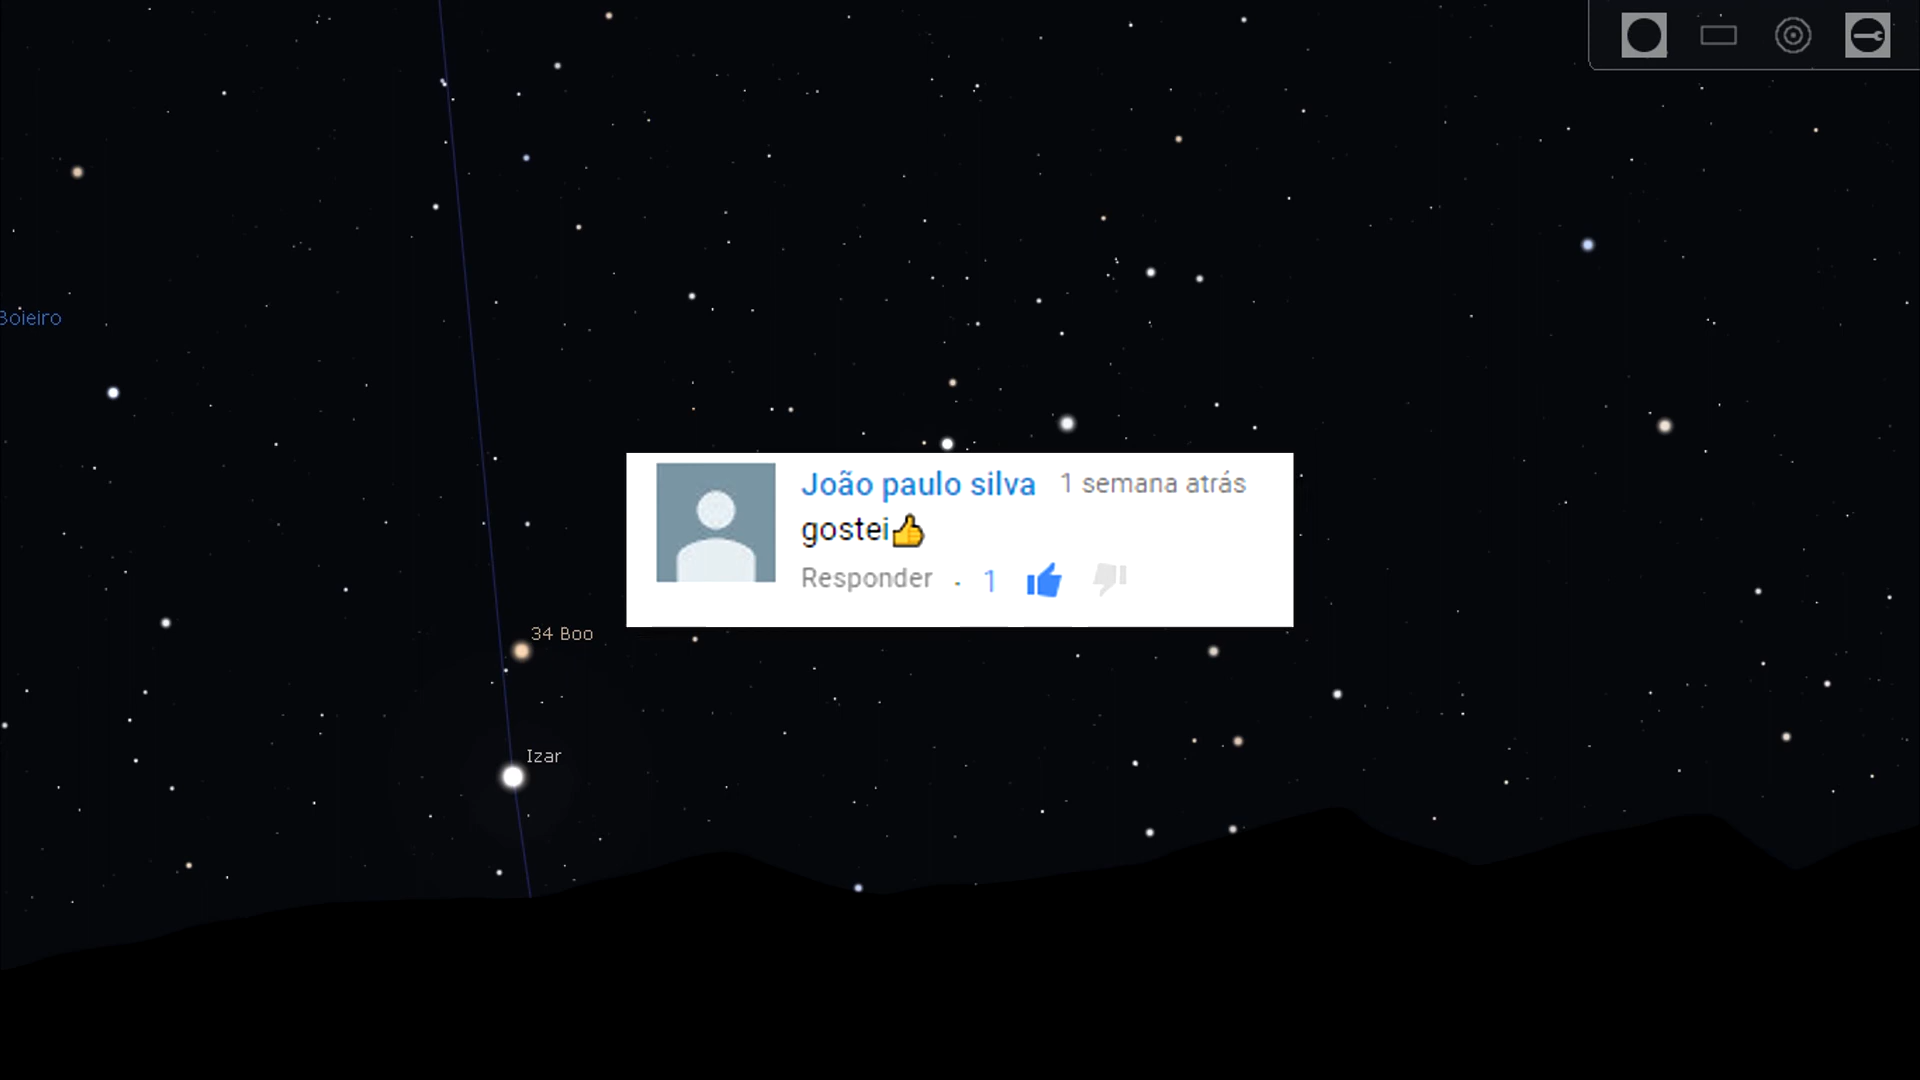 Boieiro
João paulo silva 1 semana atrás
gostei👍
Responder · 1
34 Boo
Izar